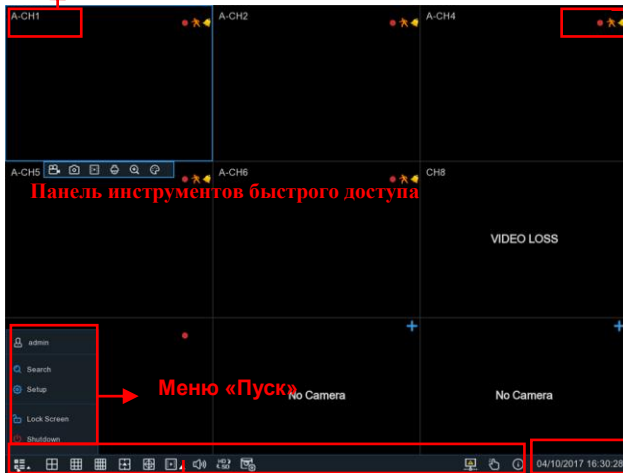 A-CH1
A-CH2
A-CH4
A-CH5
A-CH6
CH8
Панель инструментов быстрого доступа
VIDEO LOSS
admin
Search
Setup
Lock Screen
Shutdown
Меню «Пуск»
No Camera
No Camera
04/10/2017 16:30:28